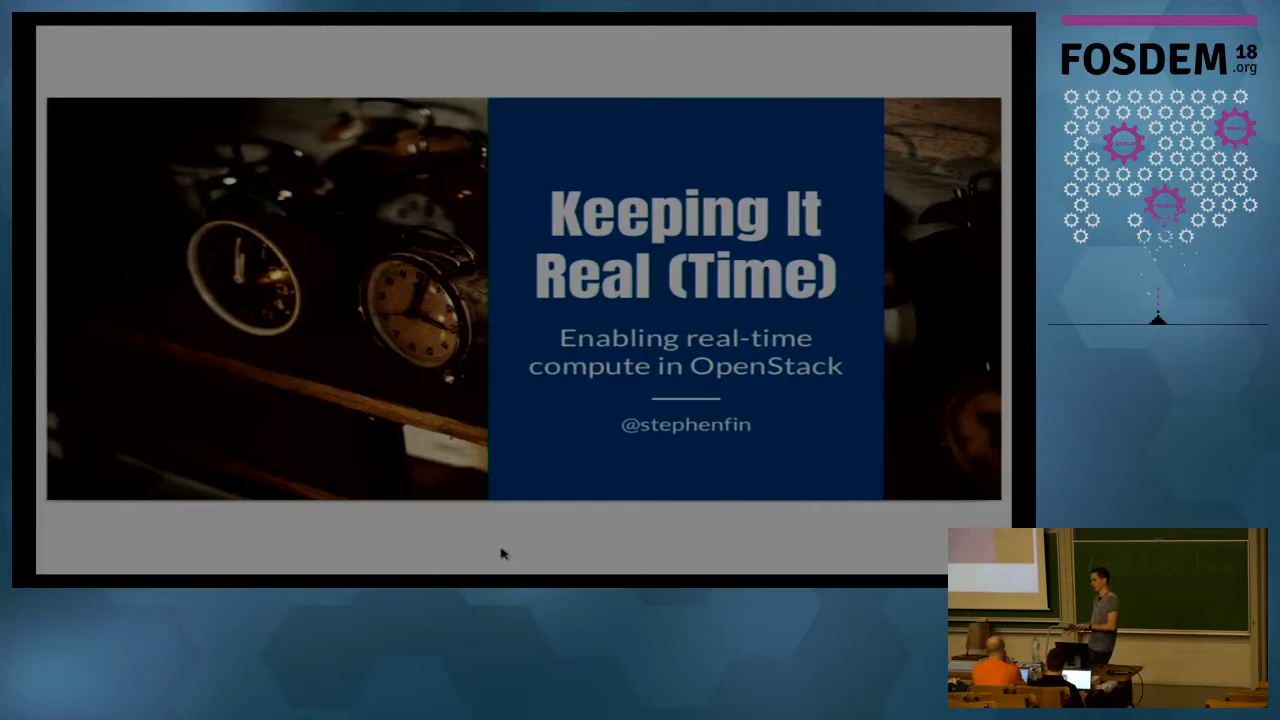 Keeping It
Real (Time)
Enabling real-time
compute in OpenStack
@stephenfin
FOSDEM 18
.org